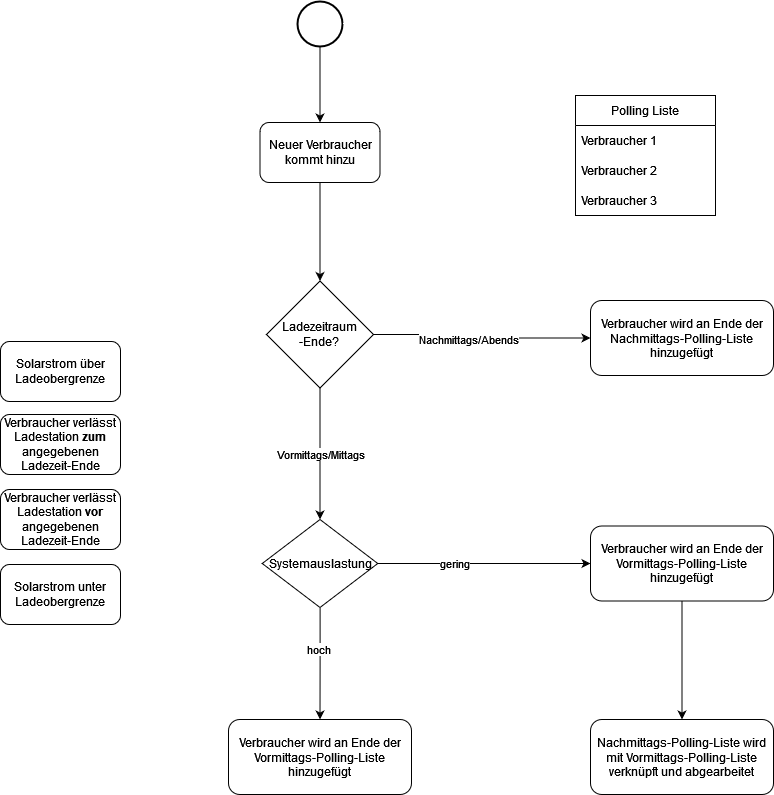 Neuer Verbraucher
kommt hinzu
Polling Liste
Verbraucher 1
Verbraucher 2
Verbraucher 3
Ladezeitraum
-Ende?
Nachmittags/Abends
Verbraucher wird an Ende der
Nachmittags-Polling-Liste
hinzugefügt
Solarstrom über
Ladeobergrenze
Verbraucher verlässt
Ladestation zum
angegebenen
Ladezeit-Ende
Verbraucher verlässt
Ladestation vor
angegebenen
Ladezeit-Ende
Solarstrom unter
Ladeobergrenze
Vormittags/Mittags
Systemauslastung
gering
Verbraucher wird an Ende der
Vormittags-Polling-Liste
hinzugefügt
hoch
Verbraucher wird an Ende der
Vormittags-Polling-Liste
hinzugefügt
Nachmittags-Polling-Liste wird
mit Vormittags-Polling-Liste
verknüpft und abgearbeitet